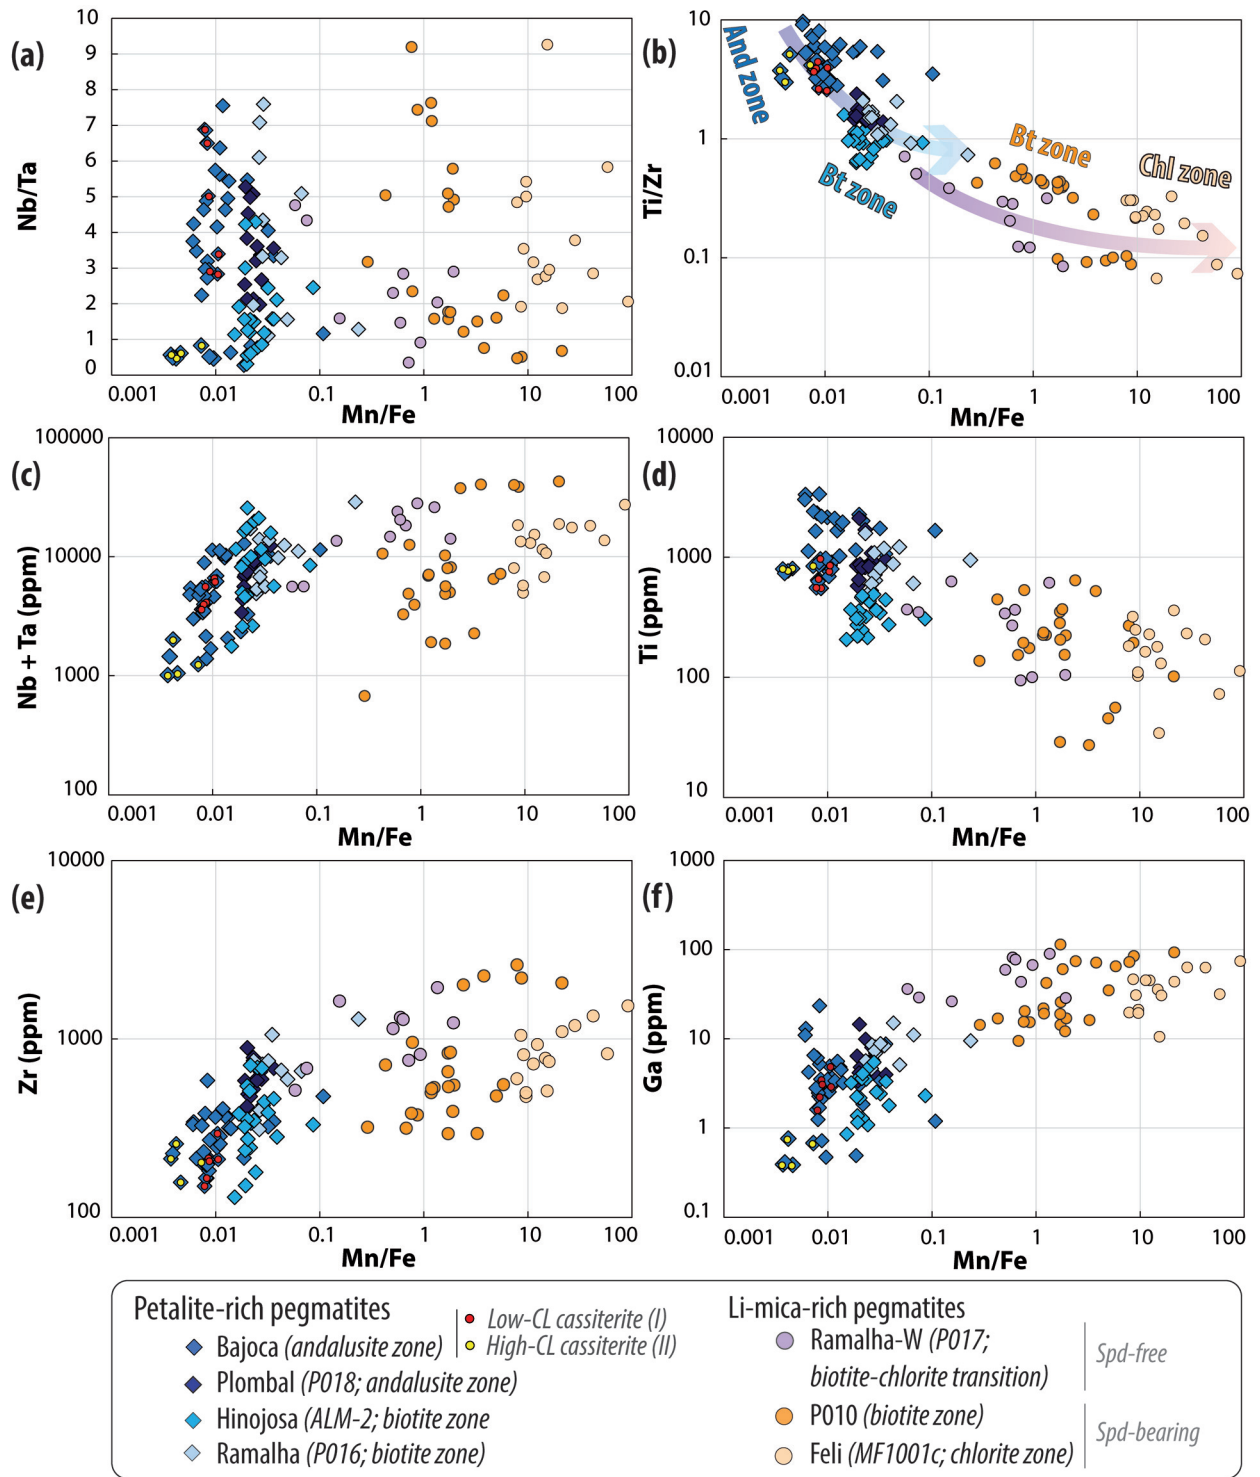 (a)
10
9
8
7
6
5
4
3
2
1
0
Nb/Ta
0.001 0.01 0.1 1 10 100
Mn/Fe
(b)
10
1
0.1
0.01
Ti/Zr
And zone
Bt zone
Bt zone
Chl zone
0.001 0.01 0.1 1 10 100
Mn/Fe
(c)
100000
10000
1000
100
Nb + Ta (ppm)
0.001 0.01 0.1 1 10 100
Mn/Fe
(d)
10000
1000
100
10
Ti (ppm)
0.001 0.01 0.1 1 10 100
Mn/Fe
(e)
10000
1000
100
Zr (ppm)
0.001 0.01 0.1 1 10 100
Mn/Fe
(f)
1000
100
10
1
0.1
Ga (ppm)
0.001 0.01 0.1 1 10 100
Mn/Fe
Petalite-rich pegmatites
Bajoca (andalusite zone)
Low-CL cassiterite (I)
High-CL cassiterite (II)
Plombal (P018; andalusite zone)
Hinojosa (ALM-2; biotite zone
Ramalha (P016; biotite zone)
Li-mica-rich pegmatites
Ramalha-W (P017;
biotite-chlorite transition)
Spd-free
P010 (biotite zone)
Feli (MF1001c; chlorite zone)
Spd-bearing